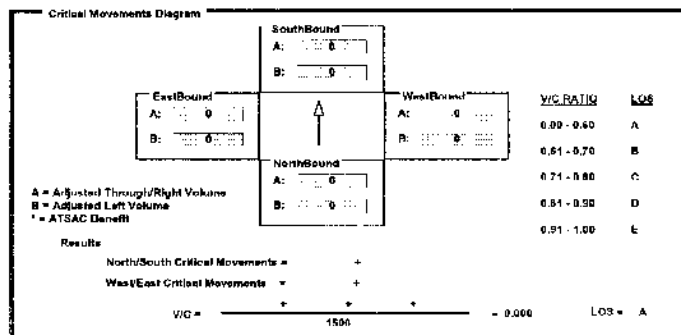 Critical Movements Diagram
SouthBound
A: 0
B: 0
EastBound
A: 0
B: 0
WestBound
A: 0
B: 0
NorthBound
A: 0
B: 0
V/C RATIO LOS
0.00 - 0.60 A
0.61 - 0.70 B
0.71 - 0.80 C
0.81 - 0.90 D
0.91 - 1.00 E
A = Adjusted Through/Right Volume
B = Adjusted Left Volume
* = ATSAC Benefit
Results
North/South Critical Movements = +
West/East Critical Movements = +
+ + +
V/C = = 0.000 LOS = A
1500